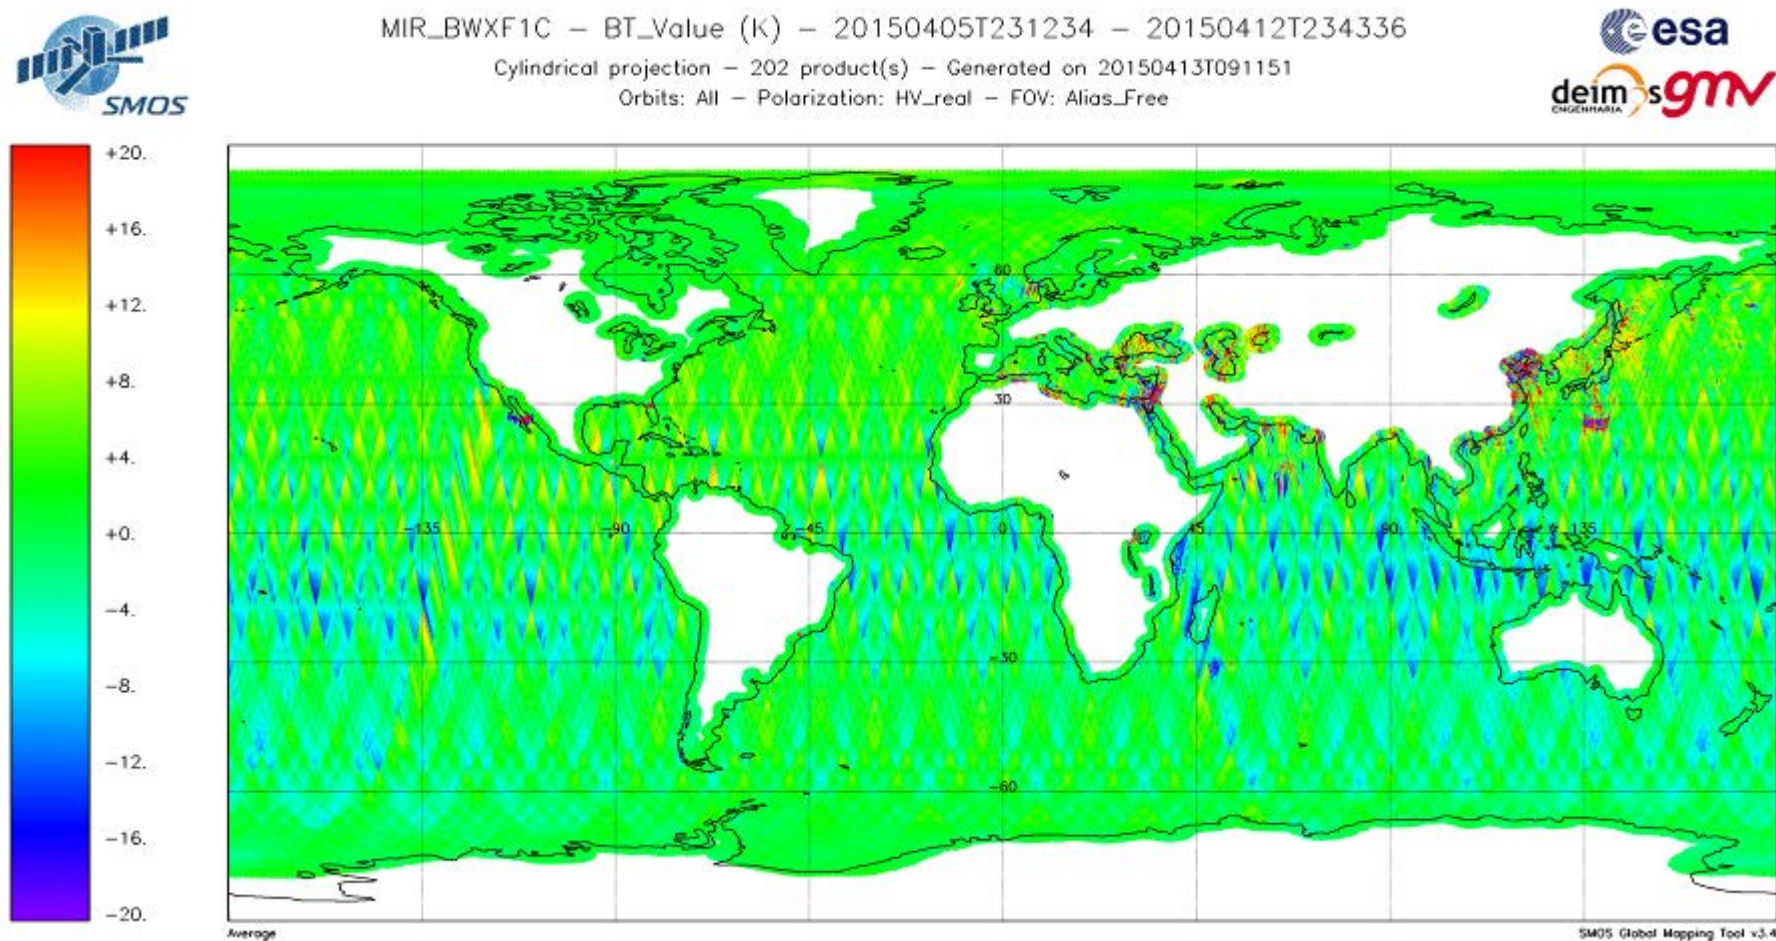 MIR_BWXF1C - BT_Value (K) - 20150405T231234 - 20150412T234336
Cylindrical projection - 202 product(s) - Generated on 20150413T091151
Orbits: All - Polarization: HV_real - FOV: Alias_Free
SMOS
esa
deimos
ENGENHARIA
gmv
+20.
+16.
+12.
+8.
+4.
+0.
-4.
-8.
-12.
-16.
-20.
60
30
-135
-90
-45
0
45
90
135
-30
-60
Average
SMOS Global Mapping Tool v3.4